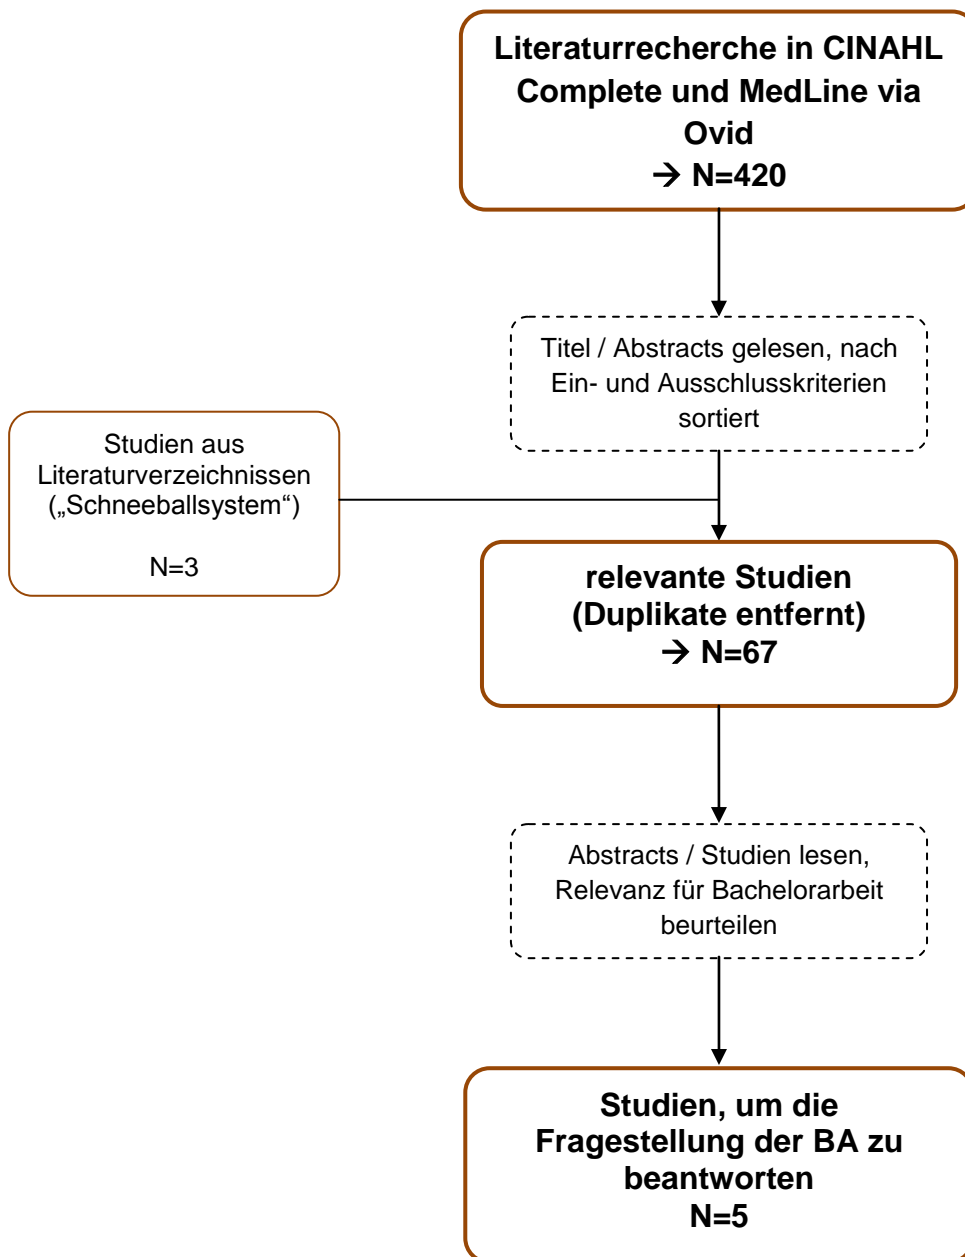 Literaturrecherche in CINAHL
Complete und MedLine via
Ovid
→ N=420
Titel / Abstracts gelesen, nach
Ein- und Ausschlusskriterien
sortiert
Studien aus
Literaturverzeichnissen
(„Schneeballsystem“)
N=3
relevante Studien
(Duplikate entfernt)
→ N=67
Abstracts / Studien lesen,
Relevanz für Bachelorarbeit
beurteilen
Studien, um die
Fragestellung der BA zu
beantworten
N=5